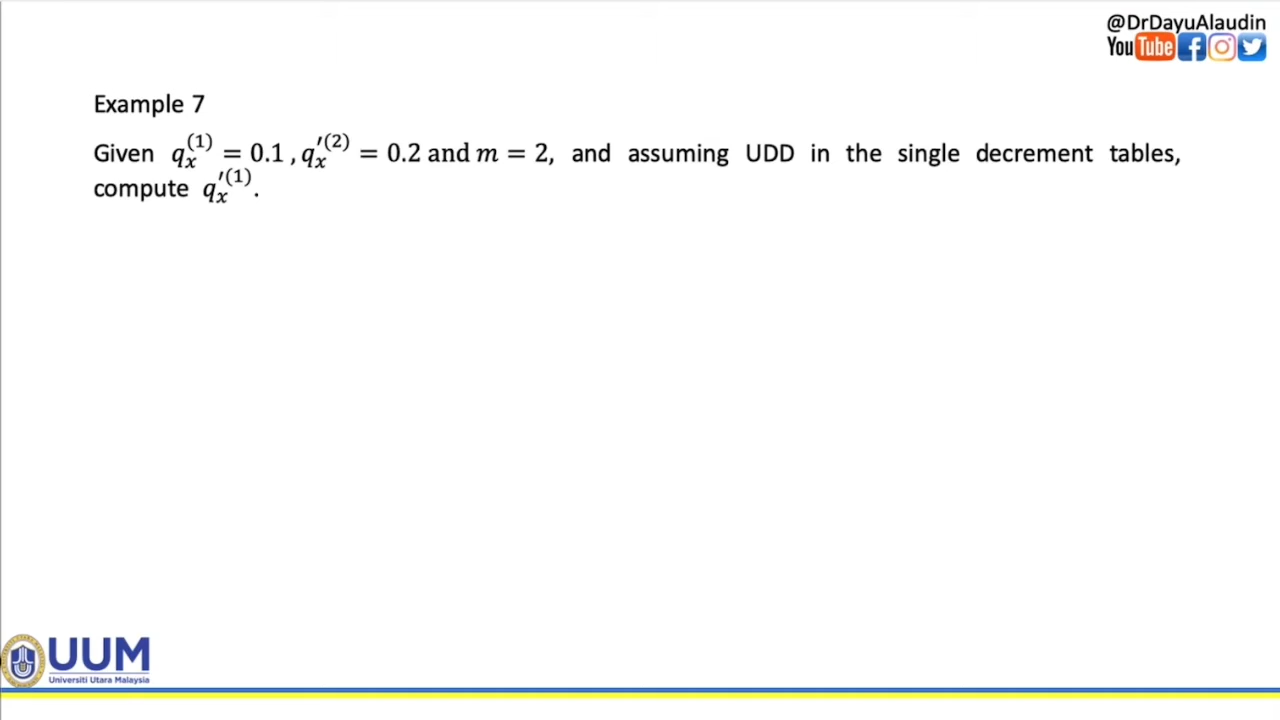 @DrDayuAlaudin
YouTube
Example 7
Given q_x^{(1)} = 0.1 , q_x^{′(2)} = 0.2 and m = 2, and assuming UDD in the single decrement tables,
compute q_x^{′(1)}.
UUM
Universiti Utara Malaysia